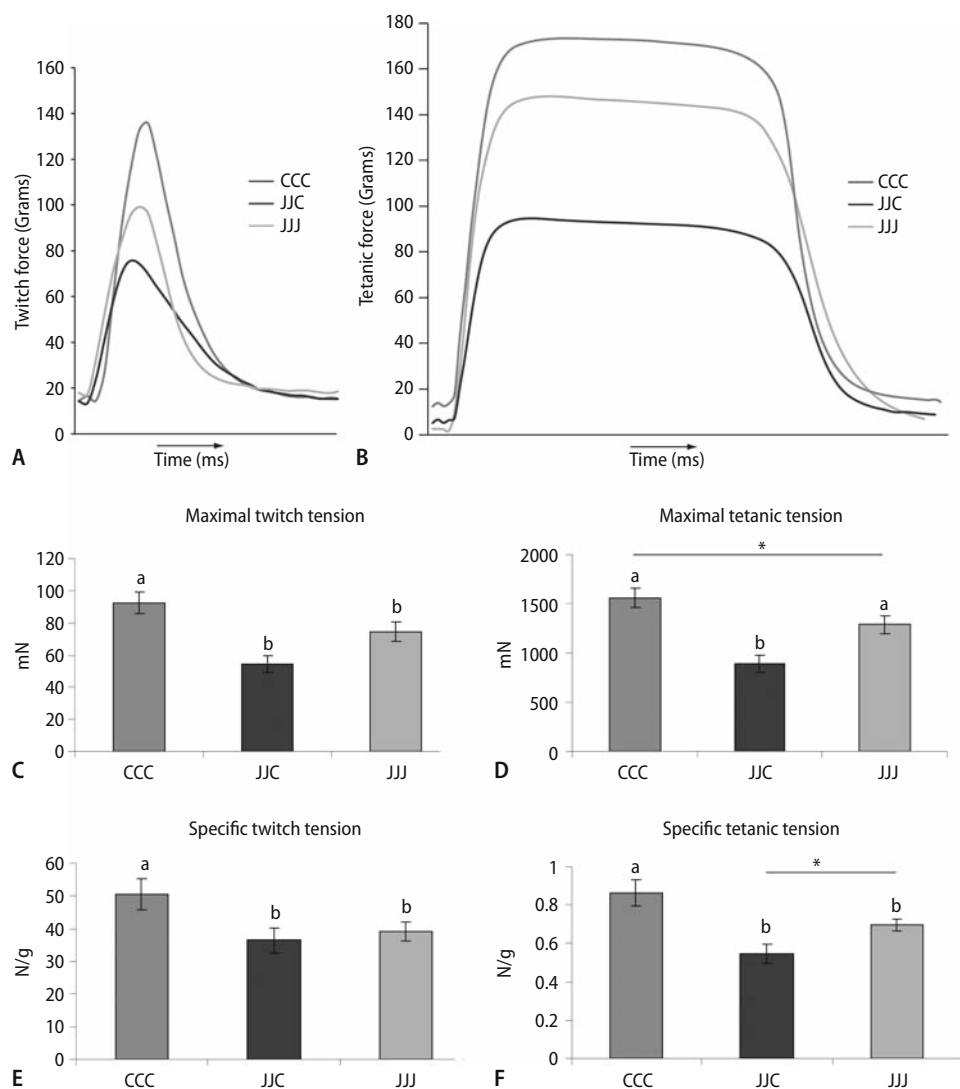 160
140
120
100
80
60
40
20
0
Twitch force (Grams)
CCC
JJC
JJJ
A
Time (ms)
180
160
140
120
100
80
60
40
20
0
Tetanic force (Grams)
CCC
JJC
JJJ
B
Time (ms)
Maximal twitch tension
120
100
80
60
40
20
0
mN
a
b
b
C
CCC
JJC
JJJ
Maximal tetanic tension
2000
1500
1000
500
0
mN
*
a
b
a
D
CCC
JJC
JJJ
Specific twitch tension
60
50
40
30
30
10
0
N/g
a
b
b
E
CCC
JJC
JJJ
Specific tetanic tension
1
0.8
0.6
0.4
0.2
0
N/g
*
a
b
b
F
CCC
JJC
JJJ